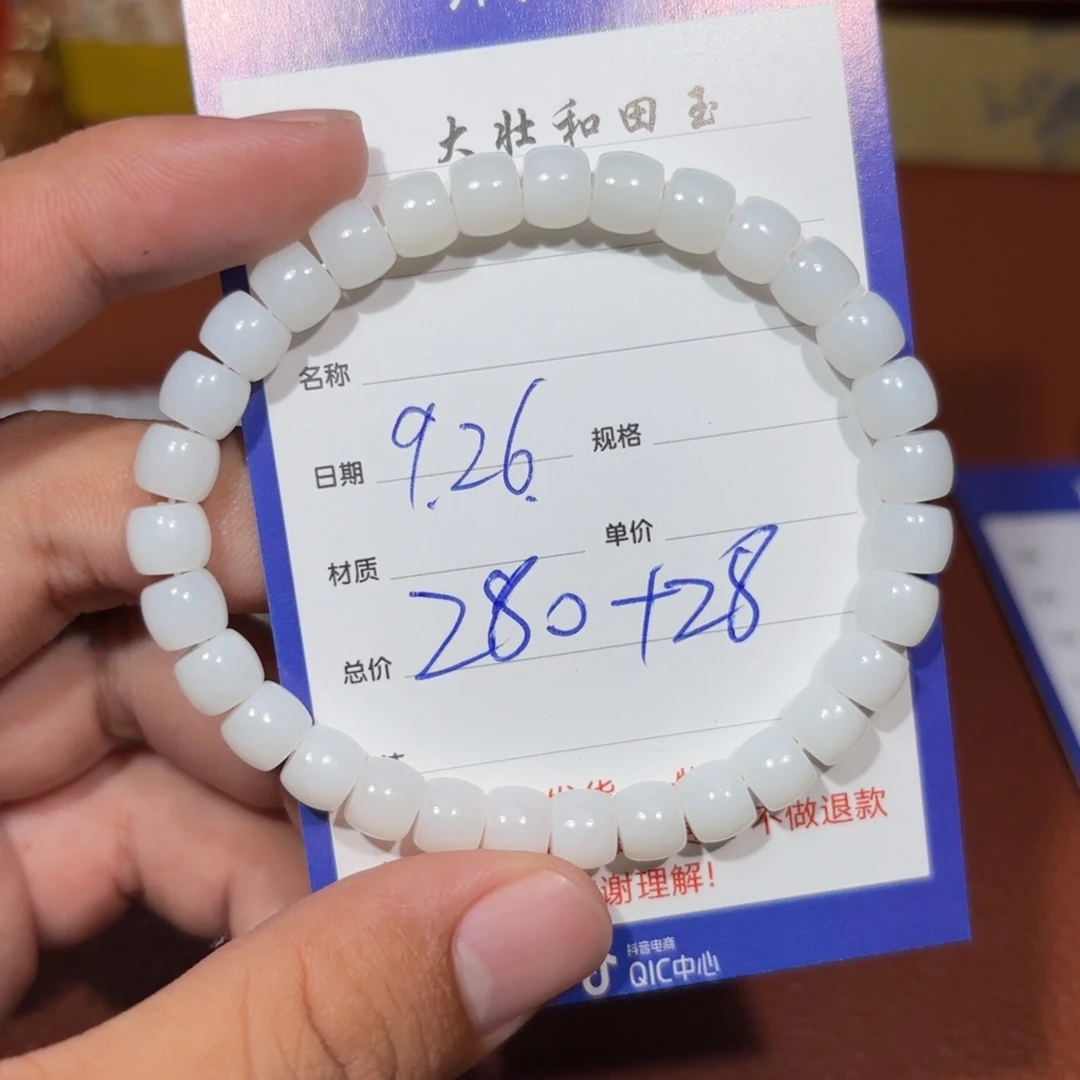 大壮和田玉
名称
日期 9.26. 规格
材质 单价
总价 280+28
不做退款
谢理解!
抖音电商
QIC中心